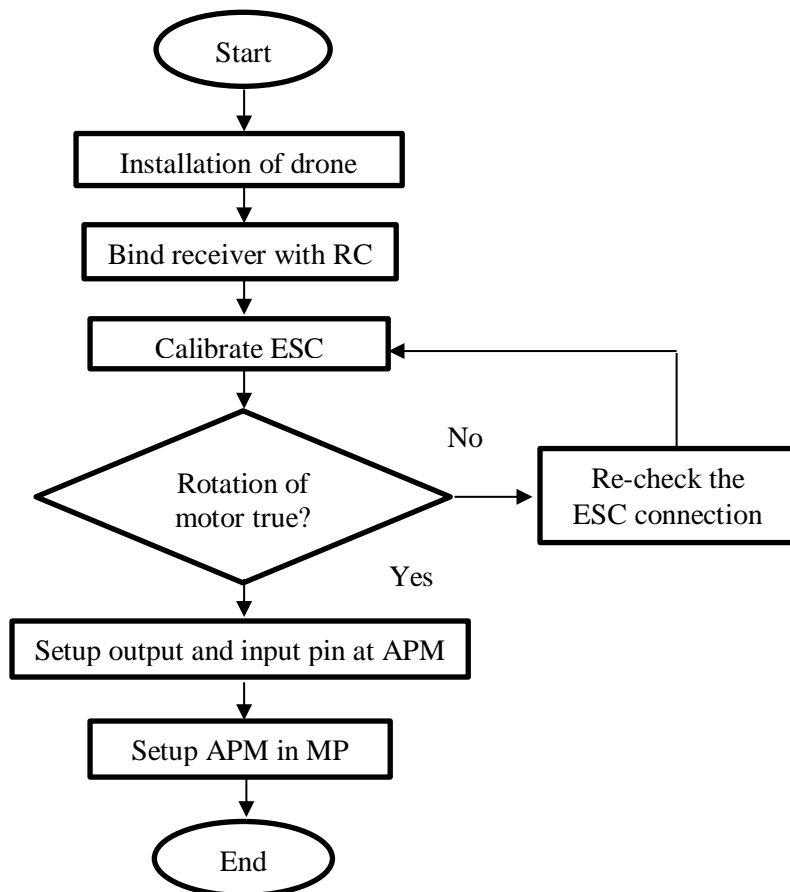 Start
Installation of drone
Bind receiver with RC
Calibrate ESC
No
Rotation of
motor true?
Re-check the
ESC connection
Yes
Setup output and input pin at APM
Setup APM in MP
End